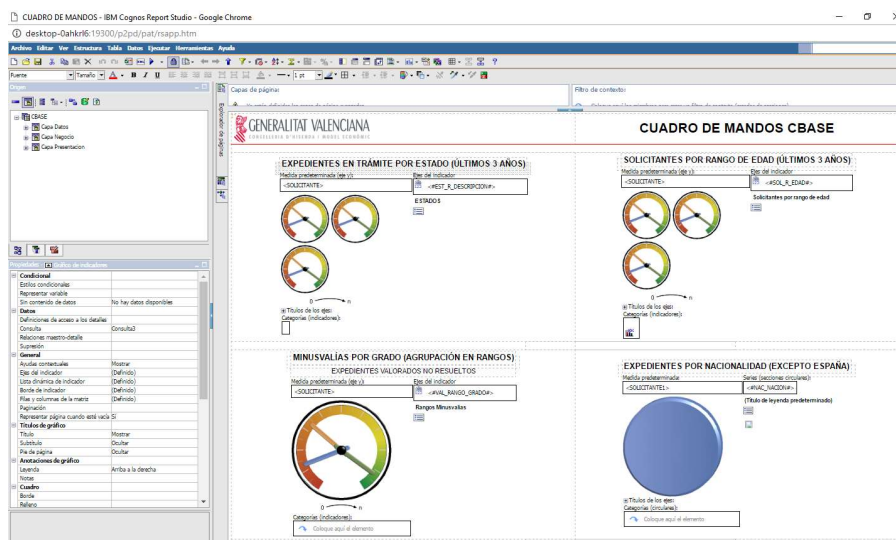 CUADRO DE MANDOS - IBM Cognos Report Studio - Google Chrome
desktop-0ahkrl6:19300/p2pd/pat/rsapp.htm
Archivo Editar Ver Estructura Tabla Datos Ejecutar Herramientas Ayuda
Fuente Tamaño A B I U
1 pt
Origen
CBASE
Capa Datos
Capa Negocio
Capa Presentacion
Explorador de páginas
Capas de página:
Filtro de contexto:
GENERALITAT VALENCIANA
CONSELLERIA D'HISENDA I MODEL ECONÒMIC
CUADRO DE MANDOS CBASE
EXPEDIENTES EN TRÁMITE POR ESTADO (ÚLTIMOS 3 AÑOS)
Medida predeterminada (eje y): Ejes del indicador
<SOLICITANTE> <#EST_R_DESCRIPCION#>
ESTADOS
0 n
Títulos de los ejes:
Categorías (indicadores):
SOLICITANTES POR RANGO DE EDAD (ÚLTIMOS 3 AÑOS)
Medida predeterminada (eje y): Ejes del indicador
<SOLICITANTE> <#SOL_R_EDAD#>
Solicitantes por rango de edad
0 n
Títulos de los ejes:
Categorías (indicadores):
MINUSVALÍAS POR GRADO (AGRUPACIÓN EN RANGOS)
EXPEDIENTES VALORADOS NO RESUELTOS
Medida predeterminada (eje y): Ejes del indicador
<SOLICITANTE> <#VAL_RANGO_GRADO#>
Rangos Minusvalias
0 n
Categorías (indicadores):
Coloque aquí el elemento
EXPEDIENTES POR NACIONALIDAD (EXCEPTO ESPAÑA)
Medida predeterminada: Series (secciones circulares):
<SOLICITANTE1> <#NAC_NACION#>
(Título de leyenda predeterminado)
Títulos de los ejes:
Categorías (circulares):
Coloque aquí el elemento
Propiedades - Gráfico de indicadores
Condicional
Estilos condicionales
Representar variable
Sin contenido de datos No hay datos disponibles
Datos
Definiciones de acceso a los detalles
Consulta Consulta3
Relaciones maestro-detalle
Supresión
General
Ayudas contextuales Mostrar
Ejes del indicador (Definido)
Lista dinámica de indicador (Definido)
Borde de indicador (Definido)
Filas y columnas de la matriz (Definido)
Paginación
Representar página cuando esté vacía Sí
Títulos de gráfico
Título Mostrar
Subtítulo Ocultar
Pie de página Ocultar
Anotaciones de gráfico
Leyenda Arriba a la derecha
Notas
Cuadro
Borde
Relleno